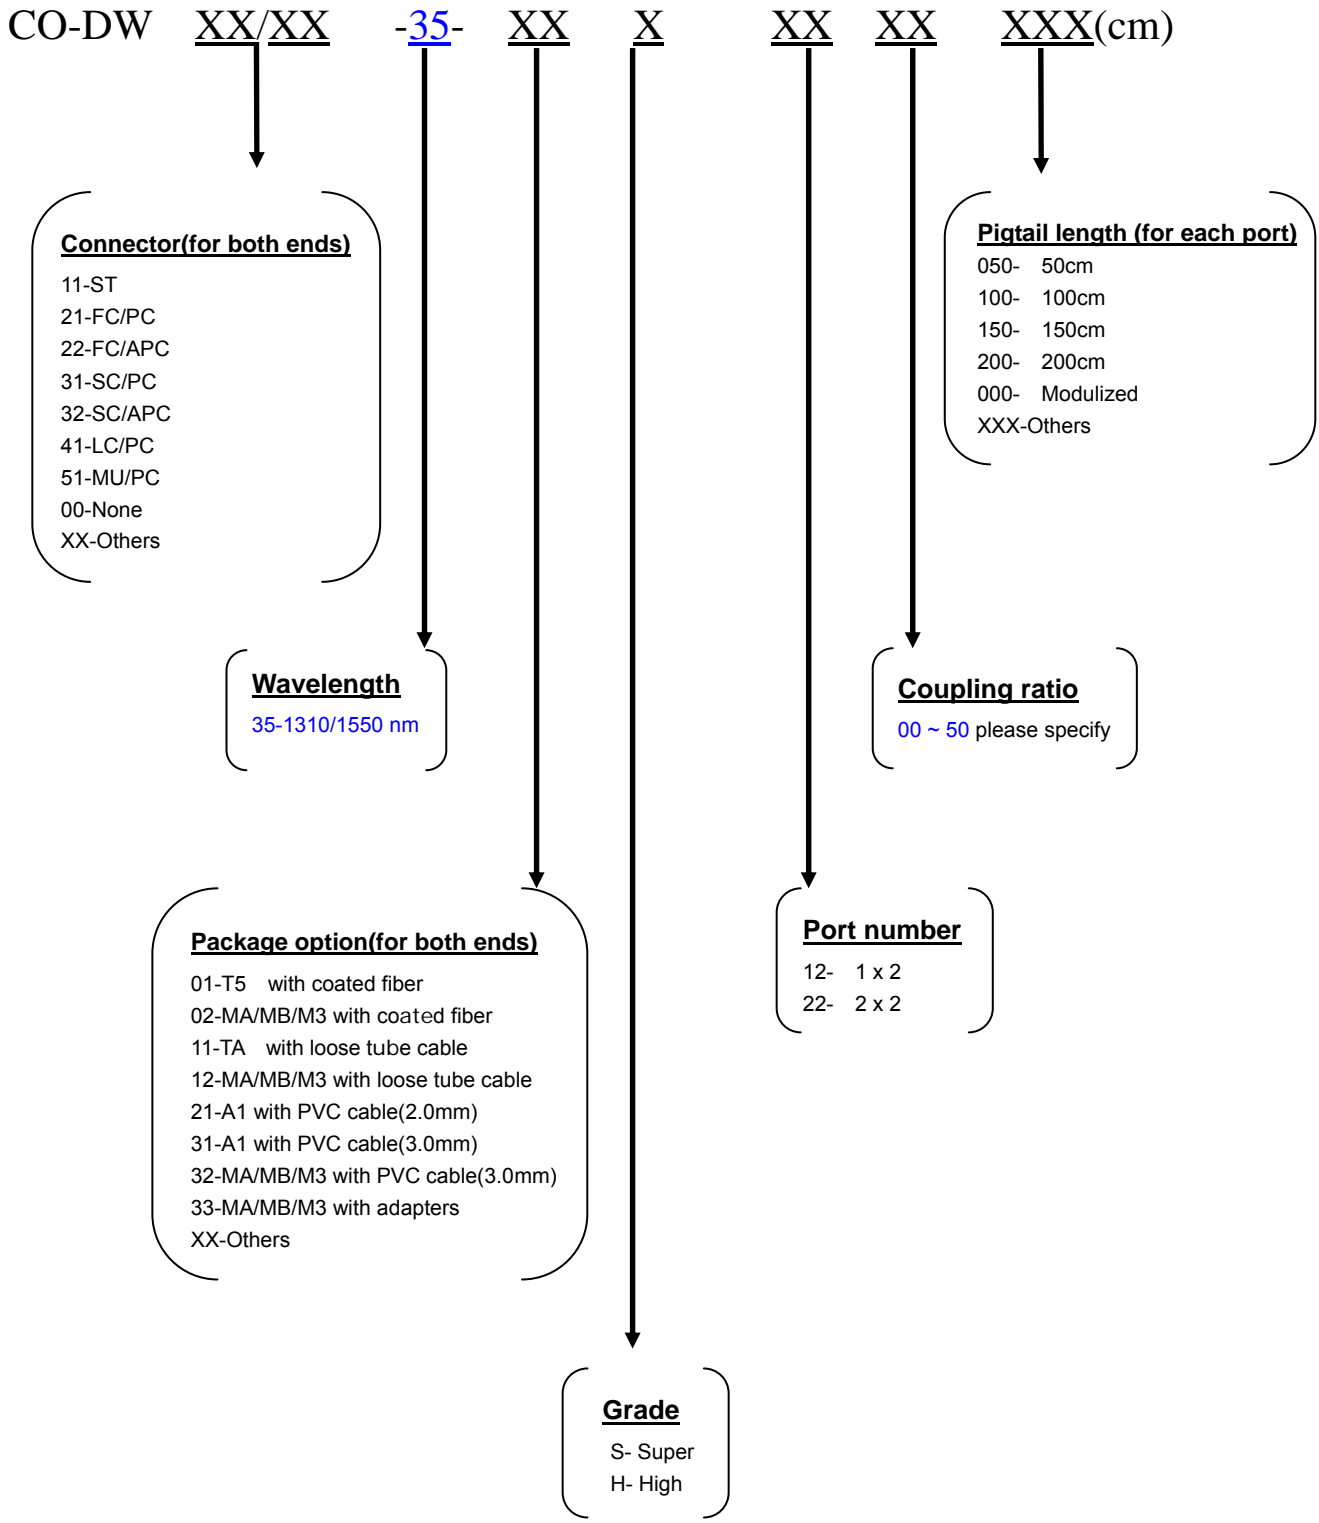 CO-DW XX/XX -35- XX X XX XX XXX(cm)
Connector(for both ends)
11-ST
21-FC/PC
22-FC/APC
31-SC/PC
32-SC/APC
41-LC/PC
51-MU/PC
00-None
XX-Others
Pigtail length (for each port)
050- 50cm
100- 100cm
150- 150cm
200- 200cm
000- Modulized
XXX-Others
Wavelength
35-1310/1550 nm
Coupling ratio
00 ~ 50 please specify
Package option(for both ends)
01-T5 with coated fiber
02-MA/MB/M3 with coated fiber
11-TA with loose tube cable
12-MA/MB/M3 with loose tube cable
21-A1 with PVC cable(2.0mm)
31-A1 with PVC cable(3.0mm)
32-MA/MB/M3 with PVC cable(3.0mm)
33-MA/MB/M3 with adapters
XX-Others
Port number
12- 1 x 2
22- 2 x 2
Grade
S- Super
H- High